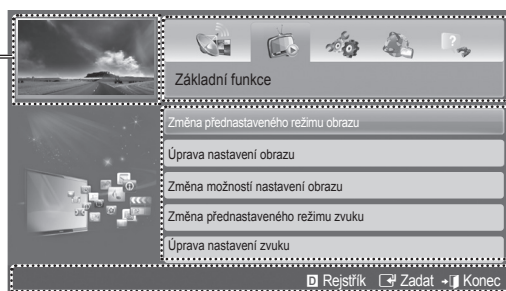 Základní funkce
Změna přednastaveného režimu obrazu
Úprava nastavení obrazu
Změna možností nastavení obrazu
Změna přednastaveného režimu zvuku
Úprava nastavení zvuku
D Rejstřík Zadat Konec